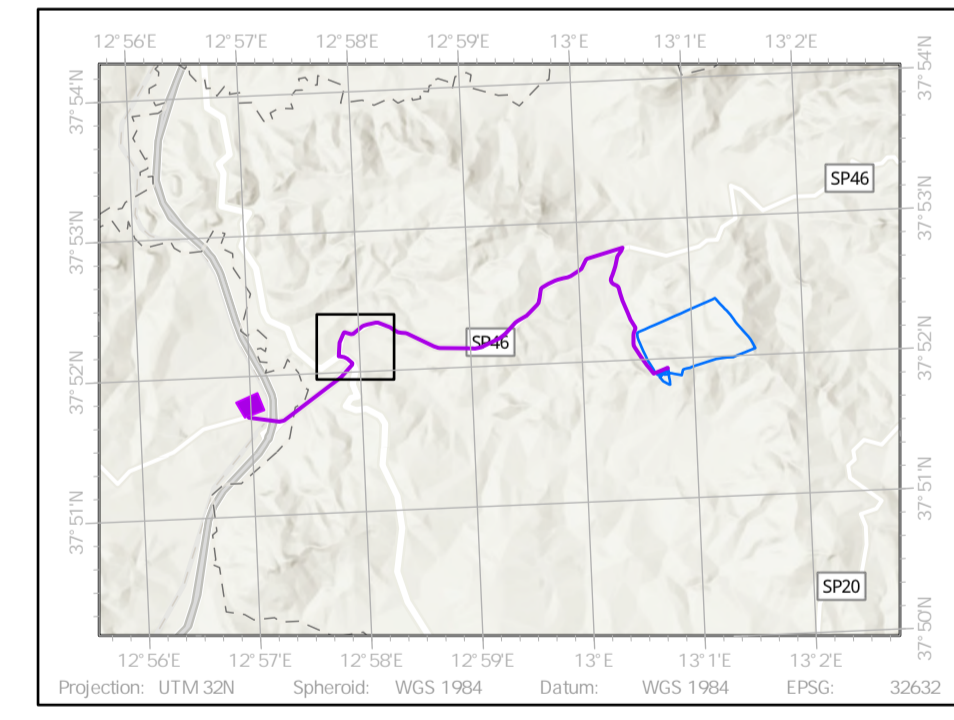 12°56'E 12°57'E 12°58'E 12°59'E 13°E 13°1'E 13°2'E
37°54'N 37°54'N
SP46
37°53'N 37°53'N
SP46
37°52'N 37°52'N
37°51'N 37°51'N
SP20
37°50'N
12°56'E 12°57'E 12°58'E 12°59'E 13°E 13°1'E 13°2'E
Projection: UTM 32N Spheroid: WGS 1984 Datum: WGS 1984 EPSG: 32632